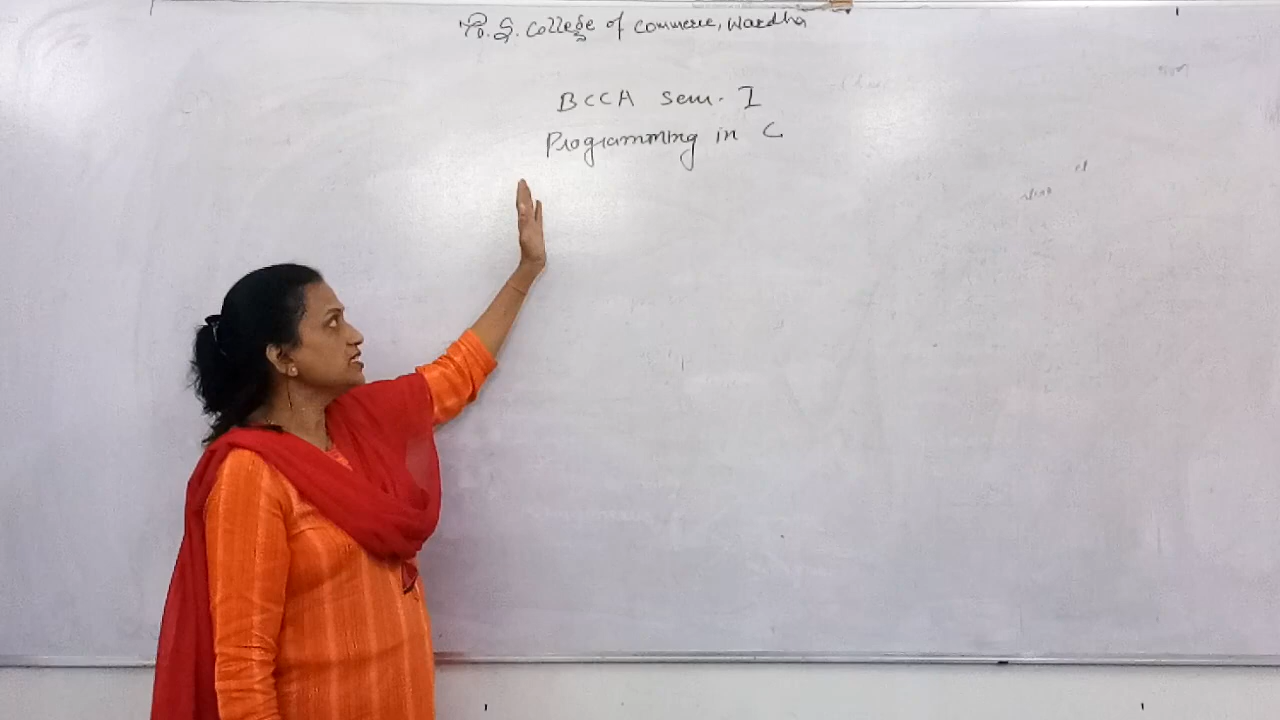 P. S. College of Commerce, Wardha
BCCA Sem. I
Programming in C